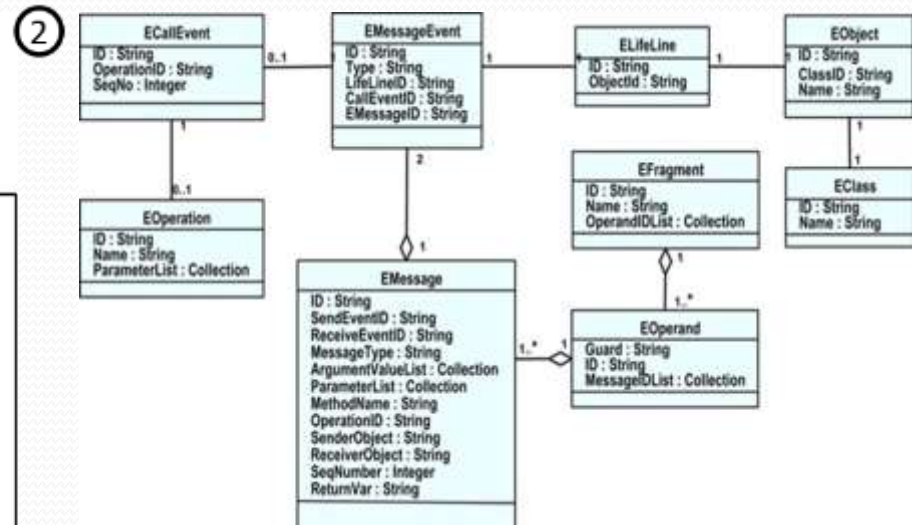 2
ECallEvent
ID : String
OperationID : String
SeqNo : Integer
0..1
1
EMessageEvent
ID : String
Type : String
LifeLineID : String
CallEventID : String
EMessageID : String
1
1
ELifeLine
ID : String
ObjectId : String
1
1
EObject
ID : String
ClassID : String
Name : String
1
0..1
EOperation
ID : String
Name : String
ParameterList : Collection
2
1
EFragment
ID : String
Name : String
OperandIDList : Collection
1
1
EClass
ID : String
Name : String
EMessage
ID : String
SendEventID : String
ReceiveEventID : String
MessageType : String
ArgumentValueList : Collection
ParameterList : Collection
MethodName : String
OperationID : String
SenderObject : String
ReceiverObject : String
SeqNumber : Integer
ReturnVar : String
1..*
1
1
1..*
EOperand
Guard : String
ID : String
MessageIDList : Collection